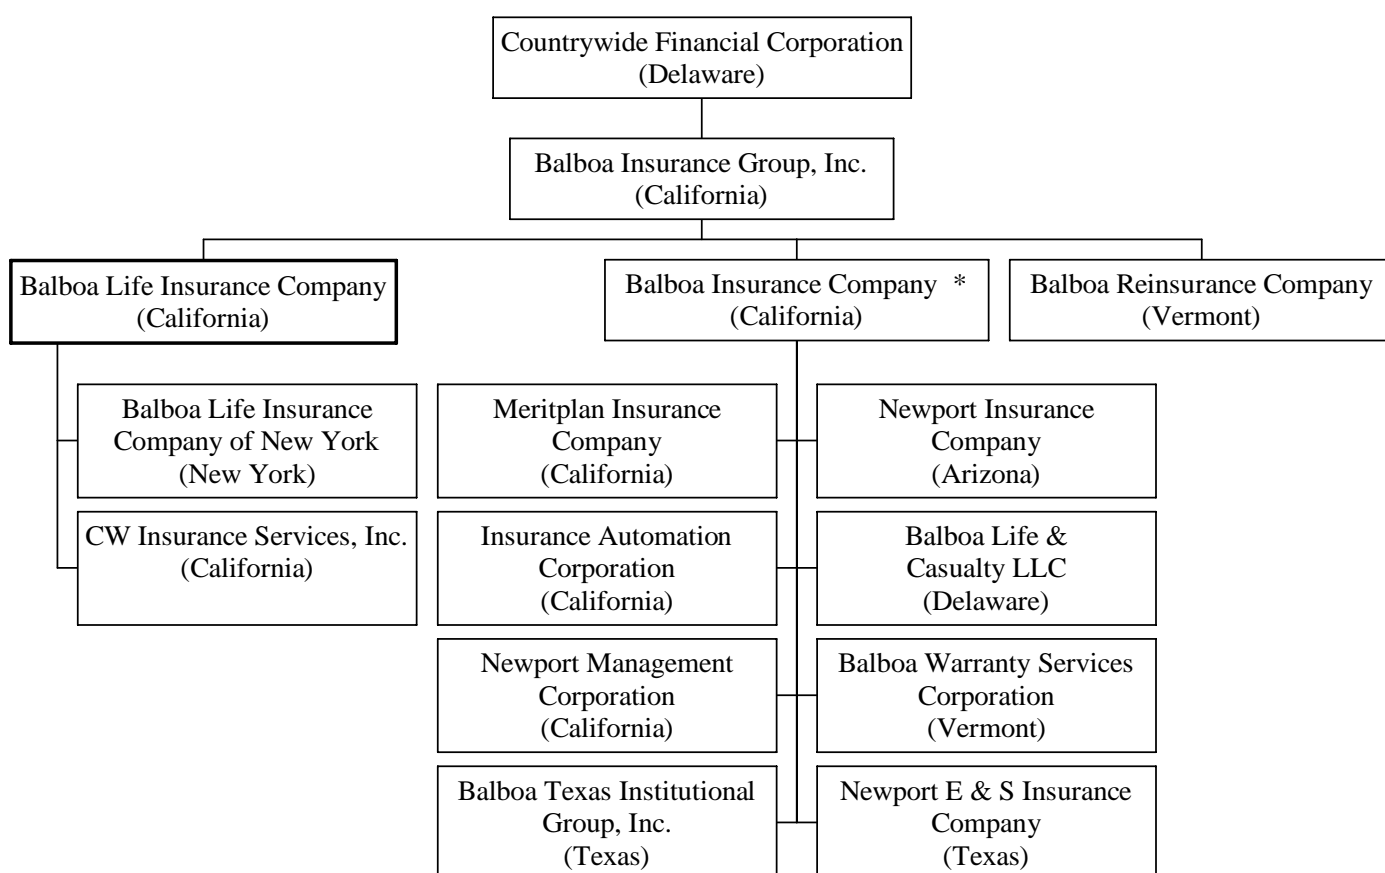 Countrywide Financial Corporation
(Delaware)
Balboa Insurance Group, Inc.
(California)
Balboa Life Insurance Company
(California)
Balboa Insurance Company *
(California)
Balboa Reinsurance Company
(Vermont)
Balboa Life Insurance
Company of New York
(New York)
Meritplan Insurance
Company
(California)
Newport Insurance
Company
(Arizona)
CW Insurance Services, Inc.
(California)
Insurance Automation
Corporation
(California)
Balboa Life &
Casualty LLC
(Delaware)
Newport Management
Corporation
(California)
Balboa Warranty Services
Corporation
(Vermont)
Balboa Texas Institutional
Group, Inc.
(Texas)
Newport E & S Insurance
Company
(Texas)